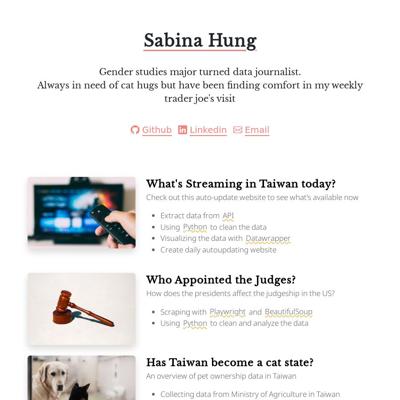 Sabina Hung
Gender studies major turned data journalist.
Always in need of cat hugs but have been finding comfort in my weekly
trader joe's visit
Github Linkedin Email
What's Streaming in Taiwan today?
Check out this auto-update website to see what's available now
Extract data from API
Using Python to clean the data
Visualizing the data with Datawrapper
Create daily autoupdating website
Who Appointed the Judges?
How does the presidents affect the judgeship in the US?
Scraping with Playwright and BeautifulSoup
Using Python to clean and analyze the data
Has Taiwan become a cat state?
An overview of pet ownership data in Taiwan
Collecting data from Ministry of Agriculture in Taiwan